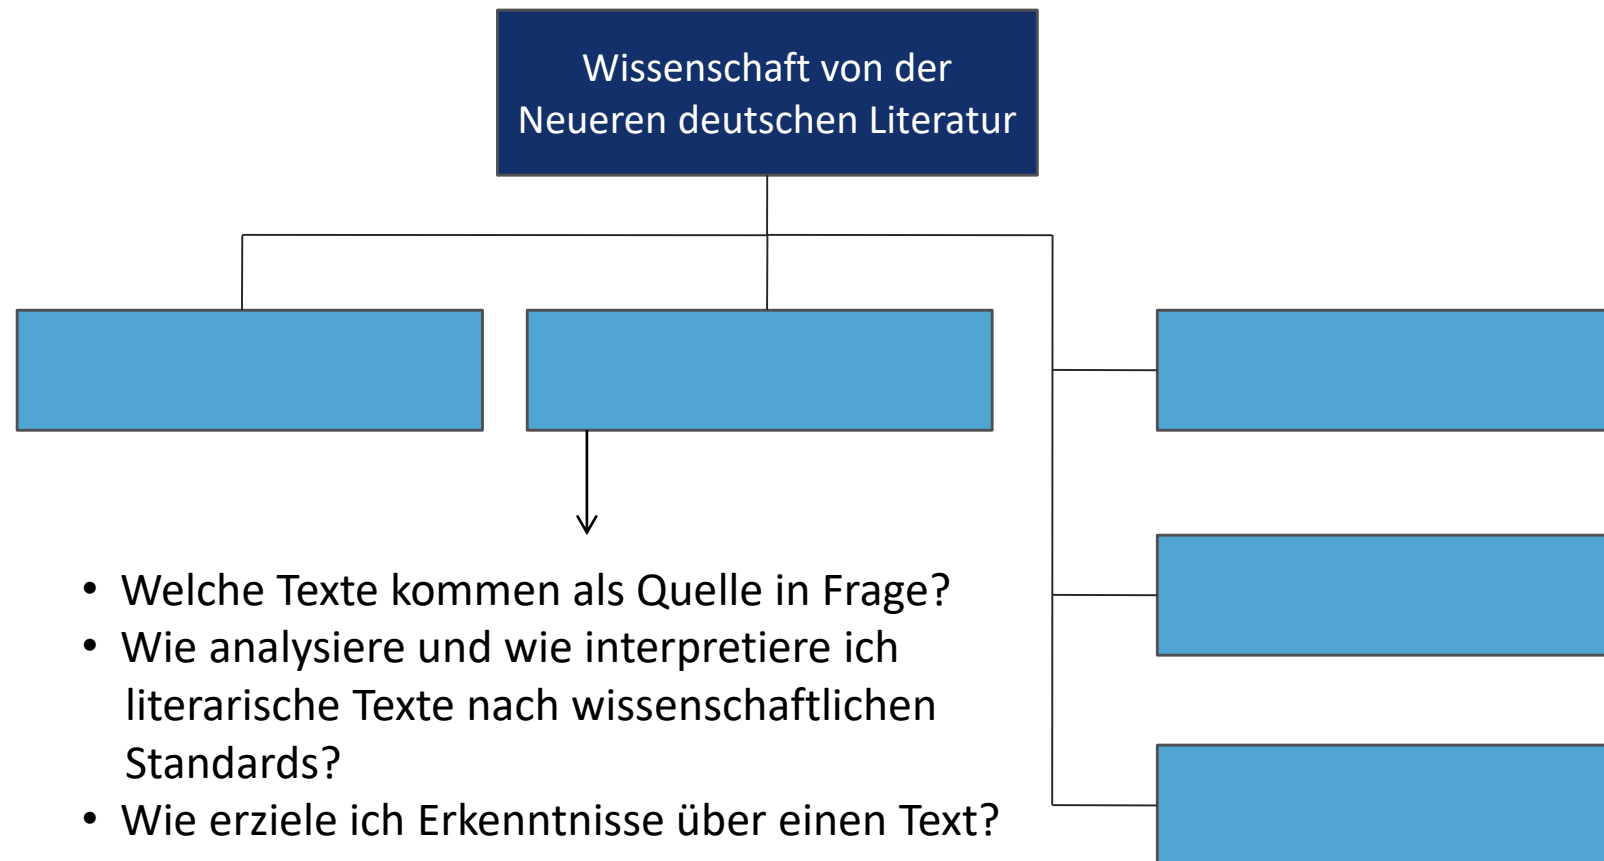 Wissenschaft von der
Neueren deutschen Literatur
• Welche Texte kommen als Quelle in Frage?
• Wie analysiere und wie interpretiere ich
literarische Texte nach wissenschaftlichen
Standards?
• Wie erziele ich Erkenntnisse über einen Text?